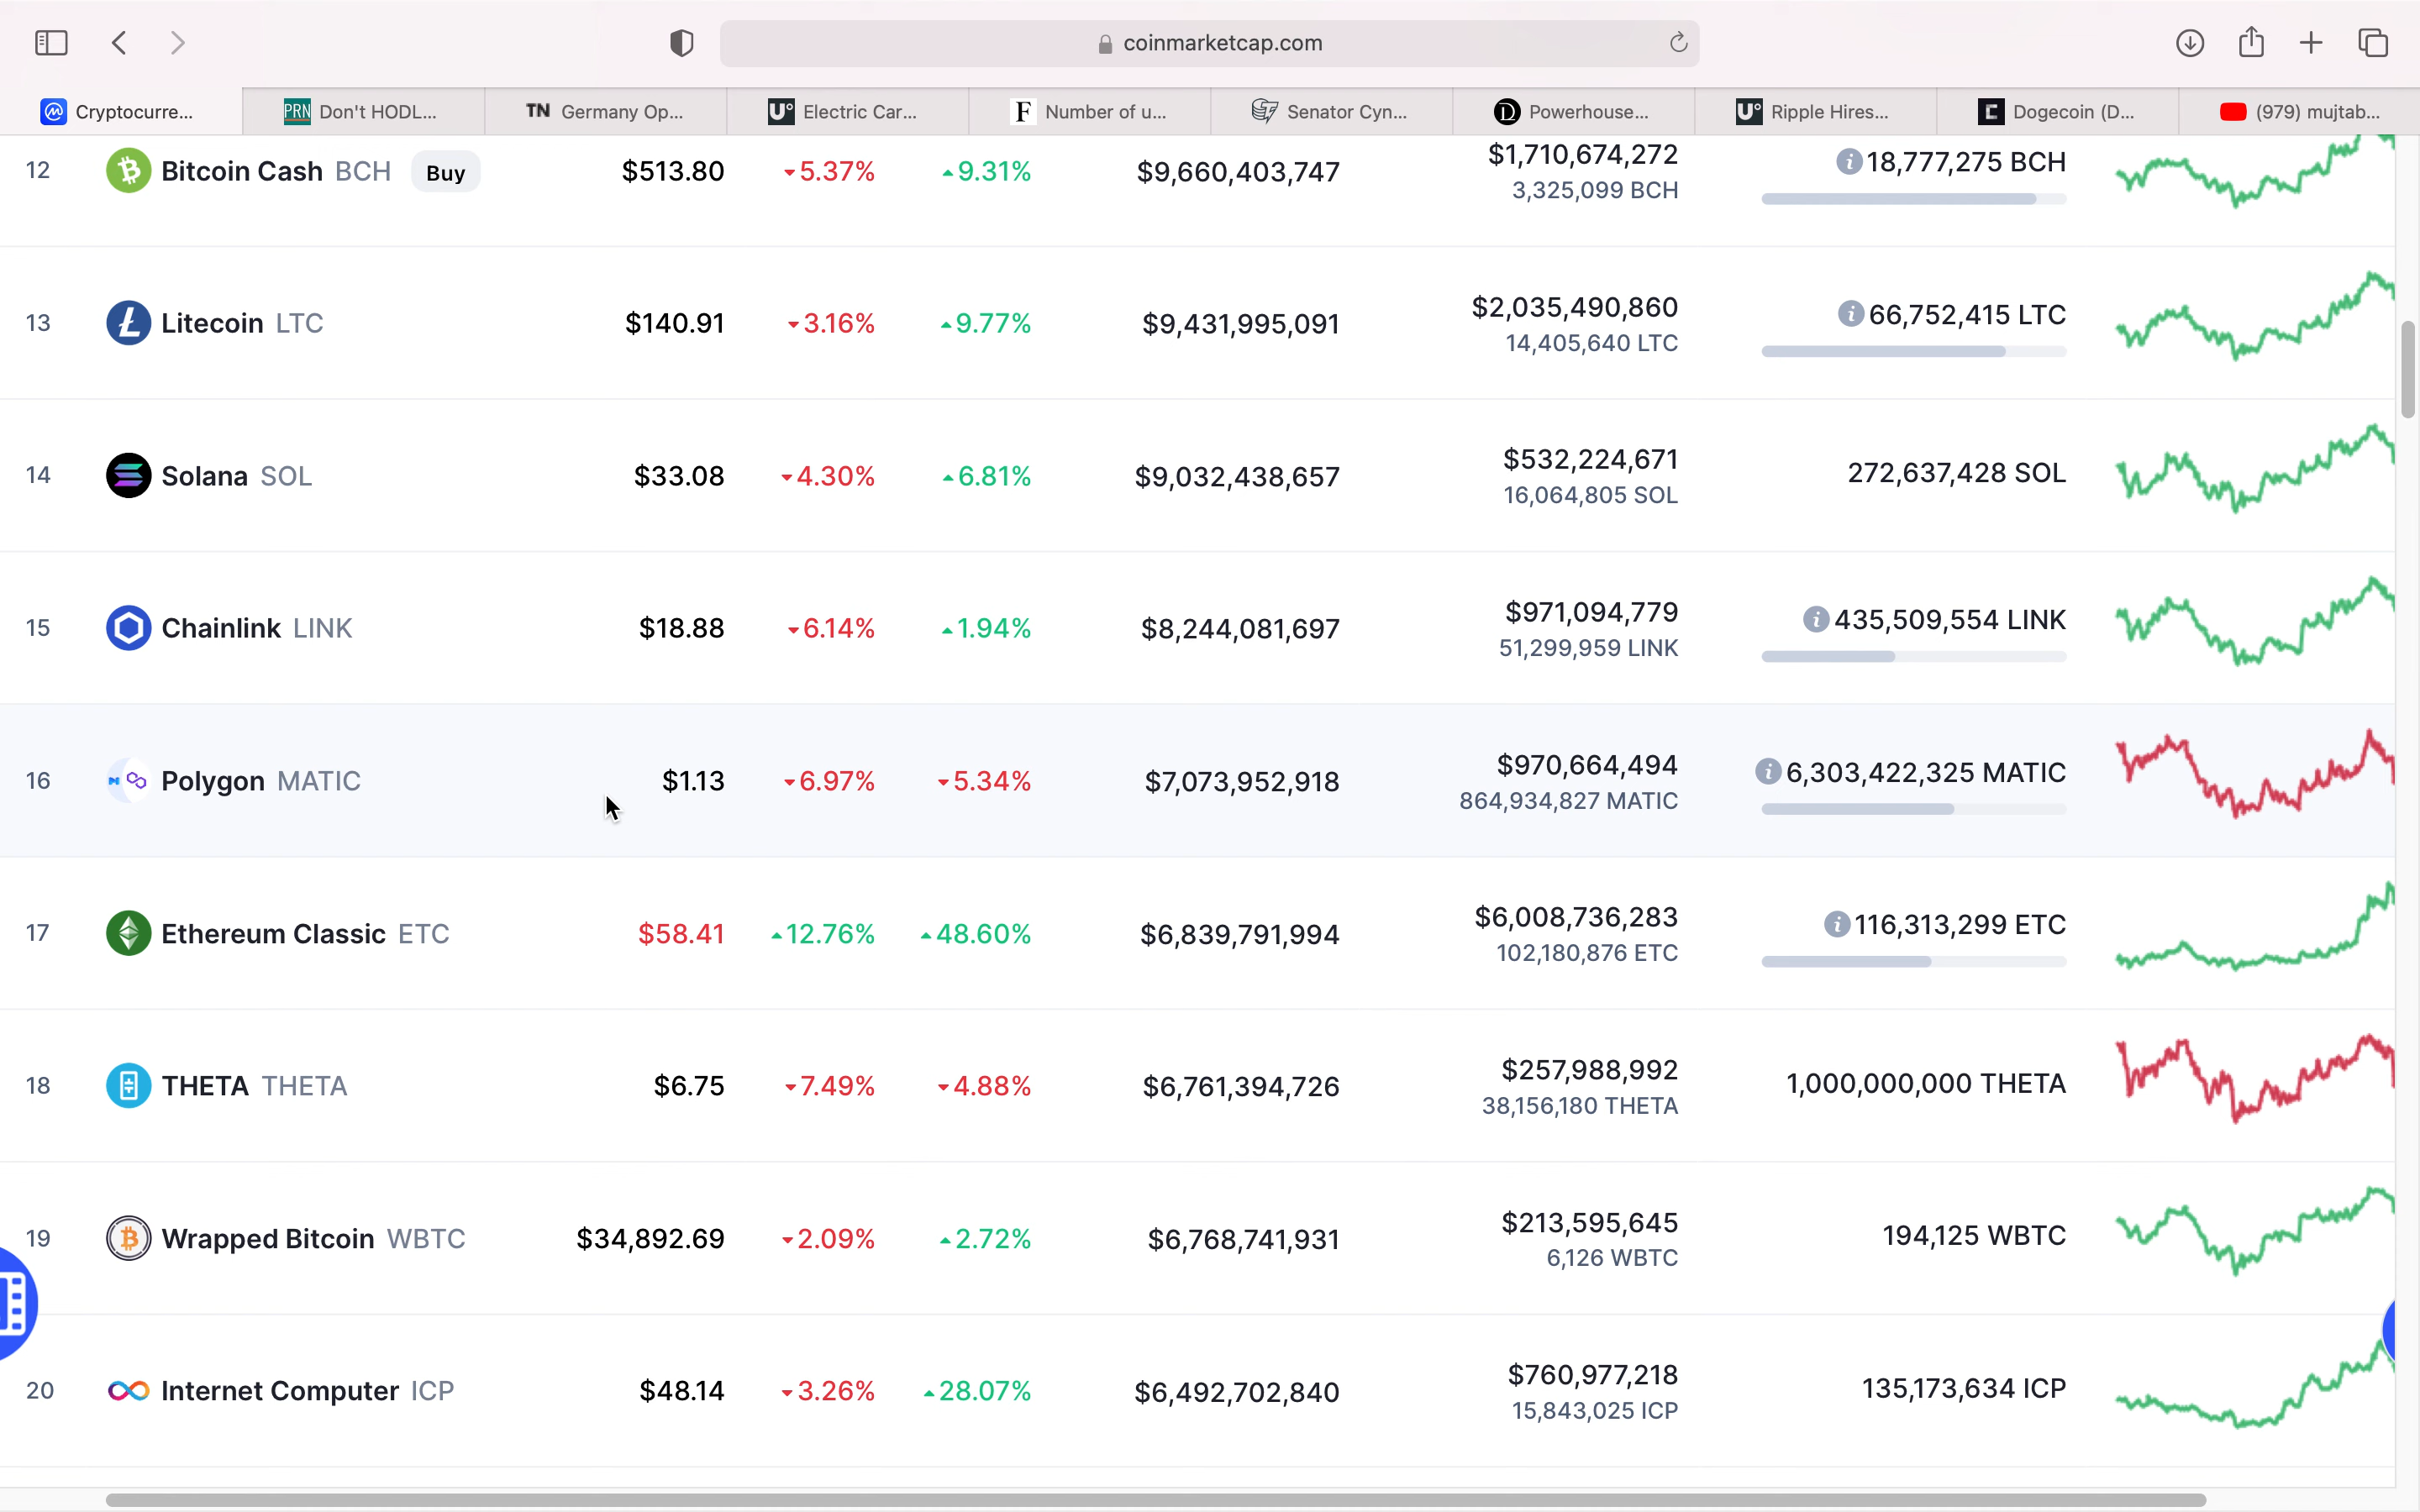 coinmarketcap.com
Cryptocurre...
PRN Don't HODL...
TN Germany Op...
U° Electric Car...
F Number of u...
Senator Cyn...
D Powerhouse...
U° Ripple Hires...
C Dogecoin (D...
(979) mujtab...
12 Bitcoin Cash BCH Buy $513.80 5.37% 9.31% $9,660,403,747 $1,710,674,272 18,777,275 BCH
3,325,099 BCH
13 Litecoin LTC $140.91 3.16% 9.77% $9,431,995,091 $2,035,490,860 66,752,415 LTC
14,405,640 LTC
14 Solana SOL $33.08 4.30% 6.81% $9,032,438,657 $532,224,671 272,637,428 SOL
16,064,805 SOL
15 Chainlink LINK $18.88 6.14% 1.94% $8,244,081,697 $971,094,779 435,509,554 LINK
51,299,959 LINK
16 Polygon MATIC $1.13 6.97% 5.34% $7,073,952,918 $970,664,494 6,303,422,325 MATIC
864,934,827 MATIC
17 Ethereum Classic ETC $58.41 12.76% 48.60% $6,839,791,994 $6,008,736,283 116,313,299 ETC
102,180,876 ETC
18 THETA THETA $6.75 7.49% 4.88% $6,761,394,726 $257,988,992 1,000,000,000 THETA
38,156,180 THETA
19 Wrapped Bitcoin WBTC $34,892.69 2.09% 2.72% $6,768,741,931 $213,595,645 194,125 WBTC
6,126 WBTC
20 Internet Computer ICP $48.14 3.26% 28.07% $6,492,702,840 $760,977,218 135,173,634 ICP
15,843,025 ICP